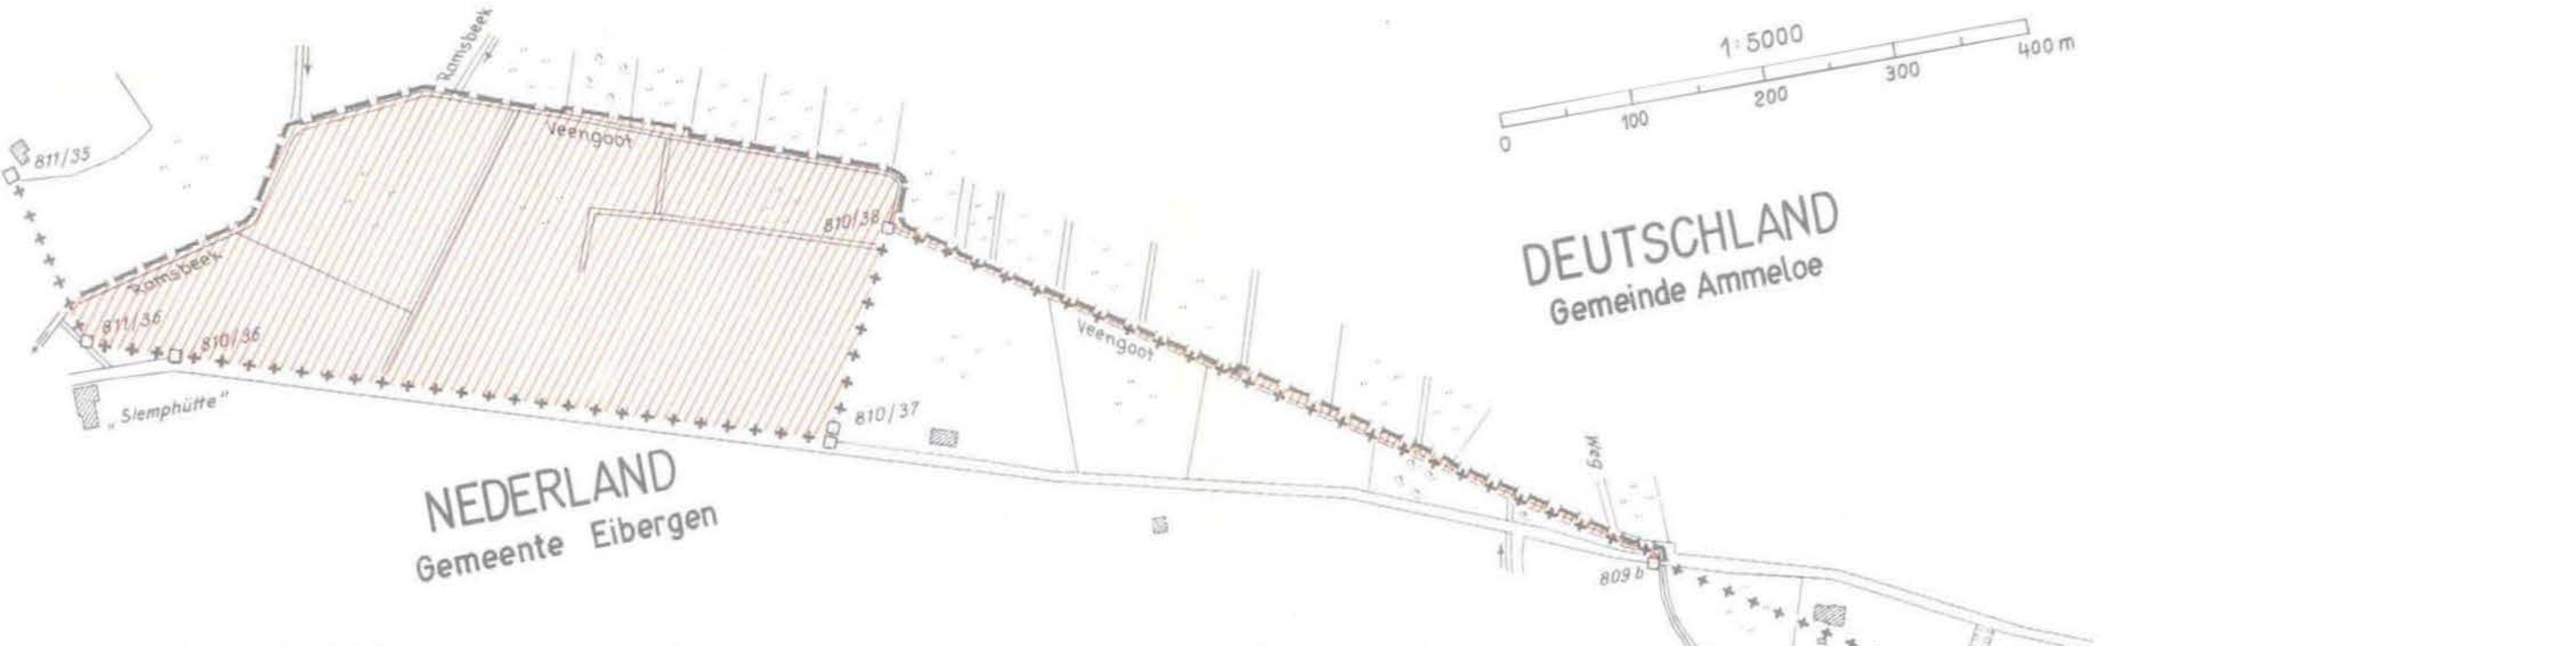 Ramsbeek
1:5000
0 100 200 300 400 m
811/35
Veengoot
810/38
DEUTSCHLAND
Gemeinde Ammeloe
Ramsbeek
811/36
810/36
Veengoot
„Slemphütte“
810/37
NEDERLAND
Gemeente Eibergen
Weg
809 b